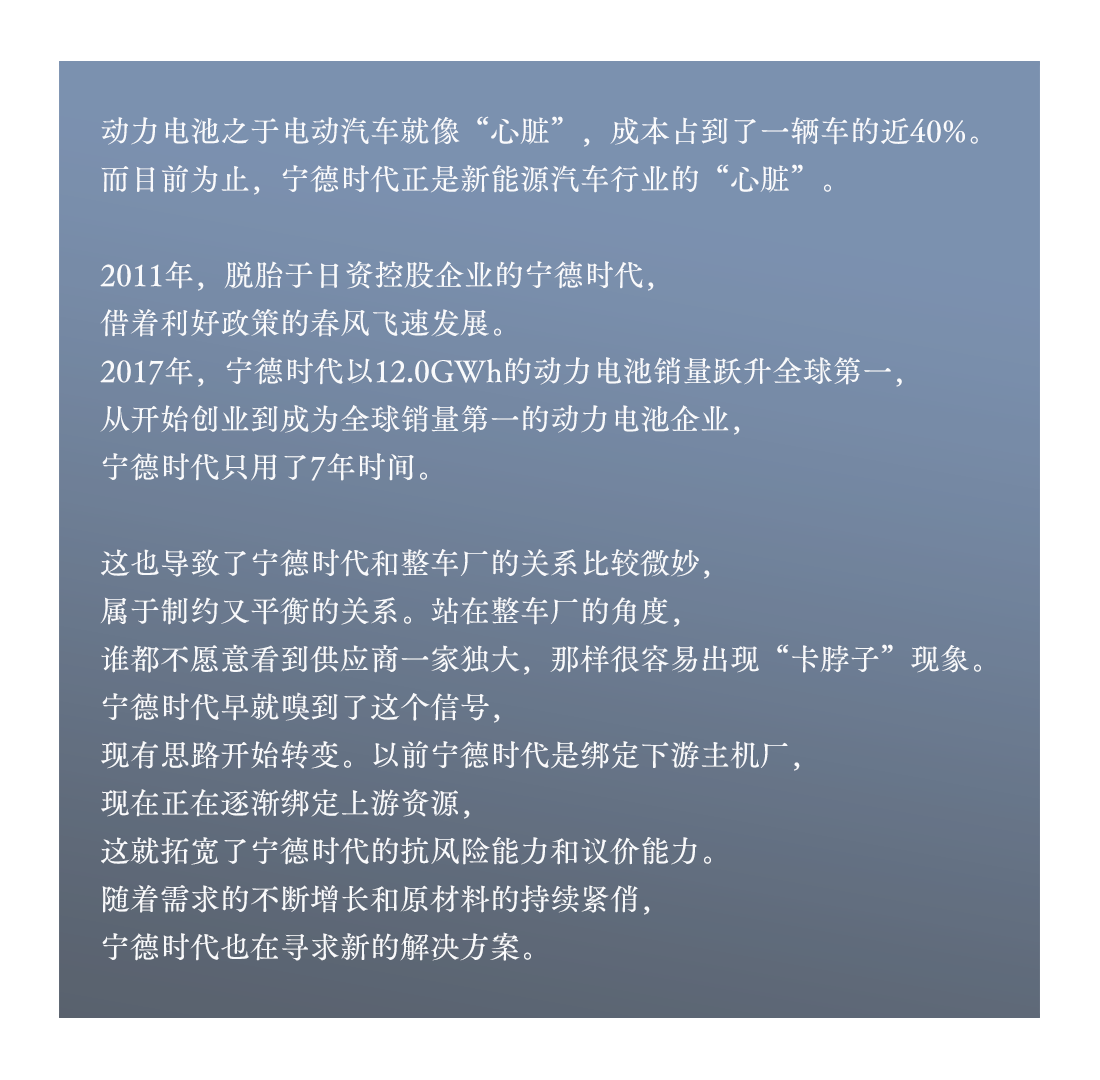 动力电池之于电动汽车就像“心脏”，成本占到了一辆车的近40%。
而目前为止，宁德时代正是新能源汽车行业的“心脏”。
2011年，脱胎于日资控股企业的宁德时代，
借着利好政策的春风飞速发展。
2017年，宁德时代以12.0GWh的动力电池销量跃升全球第一，
从开始创业到成为全球销量第一的动力电池企业，
宁德时代只用了7年时间。
这也导致了宁德时代和整车厂的关系比较微妙，
属于制约又平衡的关系。站在整车厂的角度，
谁都不愿意看到供应商一家独大，那样很容易出现“卡脖子”现象。
宁德时代早就嗅到了这个信号，
现有思路开始转变。以前宁德时代是绑定下游主机厂，
现在正在逐渐绑定上游资源，
这就拓宽了宁德时代的抗风险能力和议价能力。
随着需求的不断增长和原材料的持续紧俏，
宁德时代也在寻求新的解决方案。